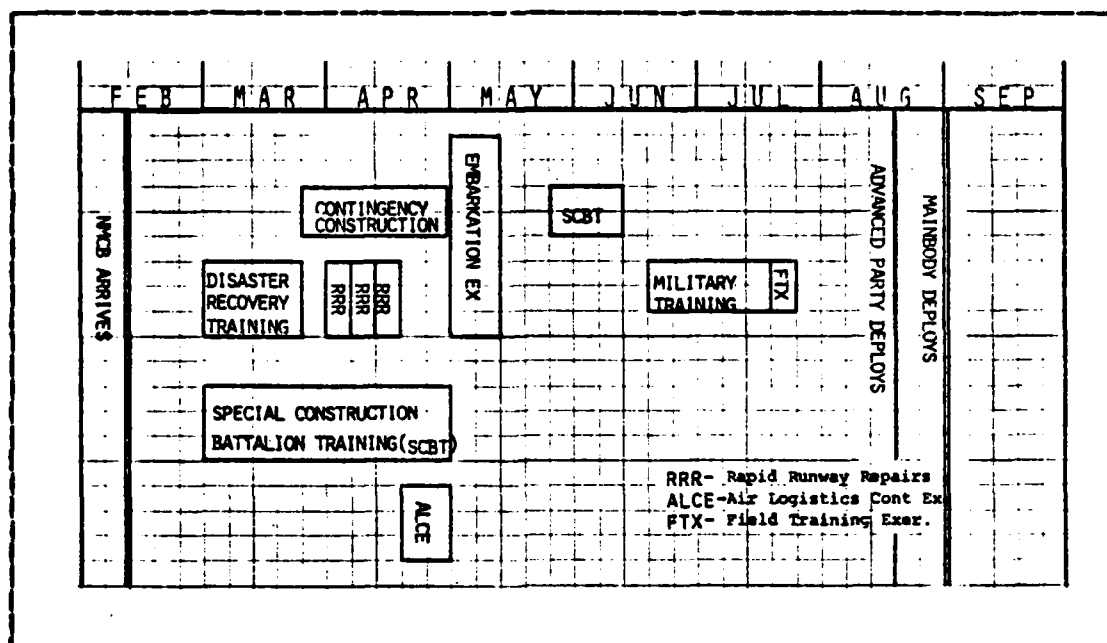 FEB MAR APR MAY JUN JUL AUG SEP
NMCB ARRIVES
CONTINGENCY
CONSTRUCTION
EMBARKATION EX
SCBT
ADVANCED PARTY DEPLOYS
MAINBODY DEPLOYS
DISASTER
RECOVERY
TRAINING
RRR
RRR
RRR
MILITARY
TRAINING
FTX
SPECIAL CONSTRUCTION
BATTALION TRAINING(SCBT)
ALCE
RRR- Rapid Runway Repairs
ALCE-Air Logistics Cont Ex
FTX- Field Training Exer.